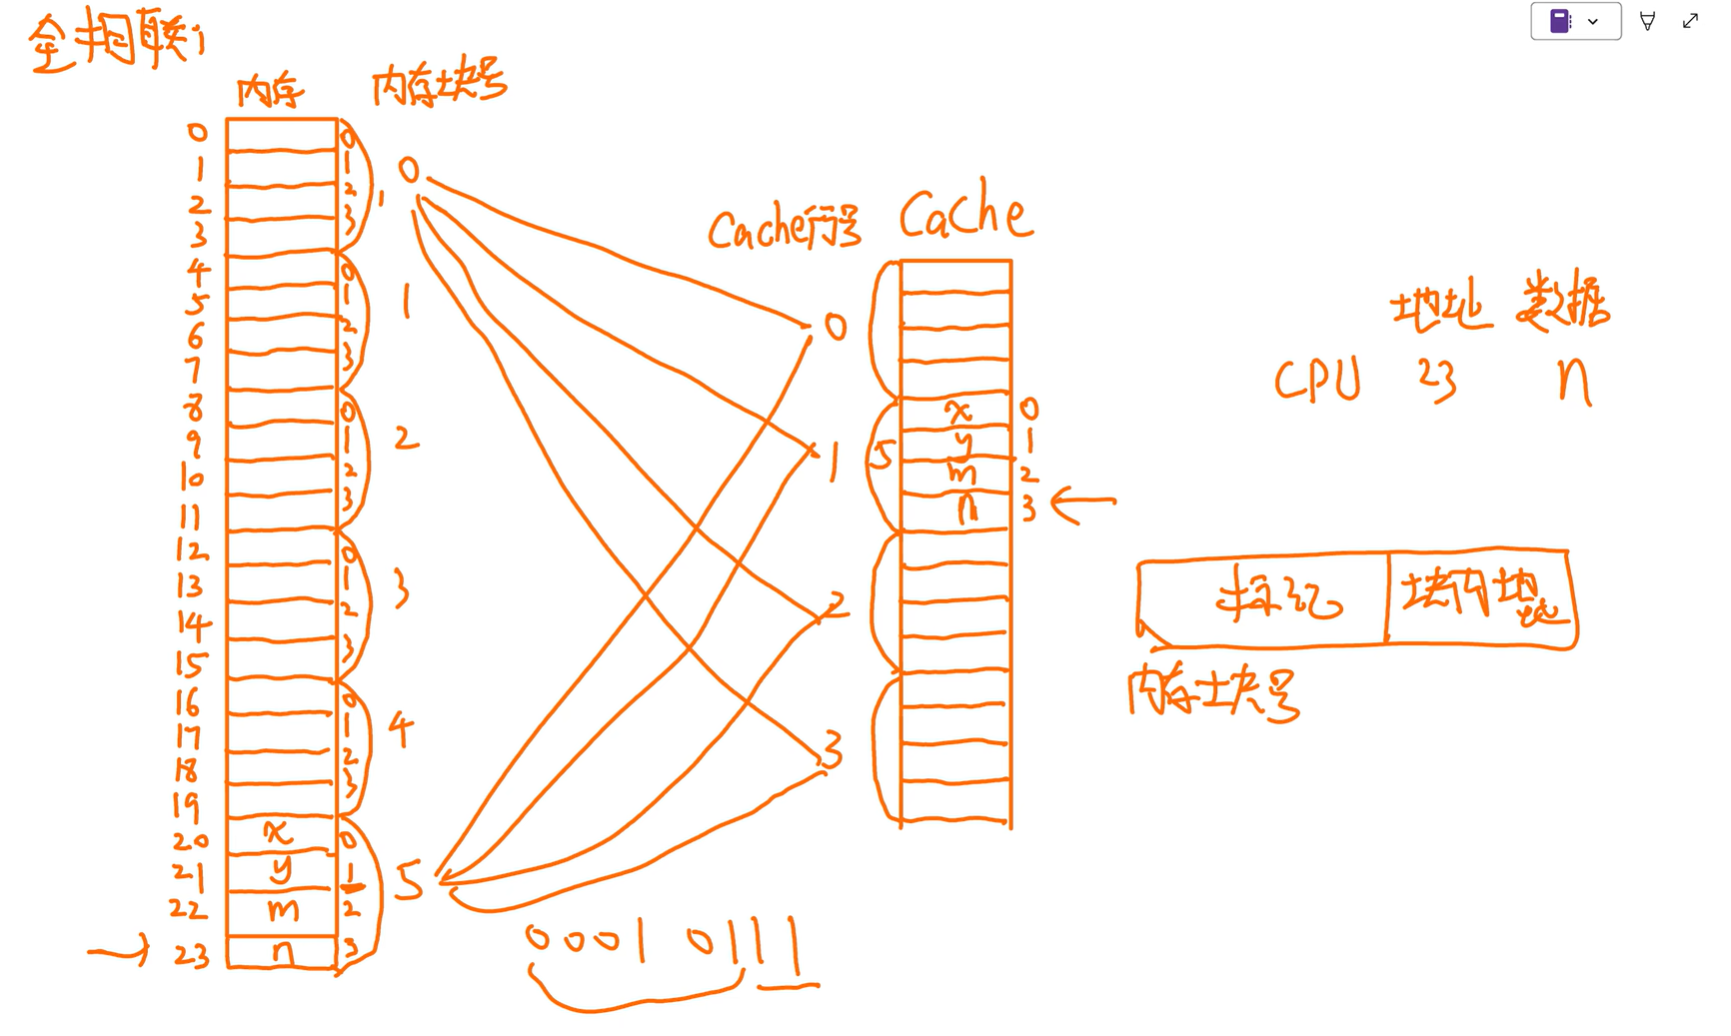 全相联:
内存 内存块号
0 0
1 1 0
2 2
3 3
4 0
5 1 1
6 2
7 3
8 0
9 1 2
10 2
11 3
12 0
13 1 3
14 2
15 3
16 0
17 1 4
18 2
19 3
20 x 0
21 y 1 5
22 m 2
23 n 3
0001 0111
Cache行号 Cache
0
1
2
3
5
x 0
y 1
m 2
n 3
地址 数据
CPU 23 n
标记 块内地址
内存块号